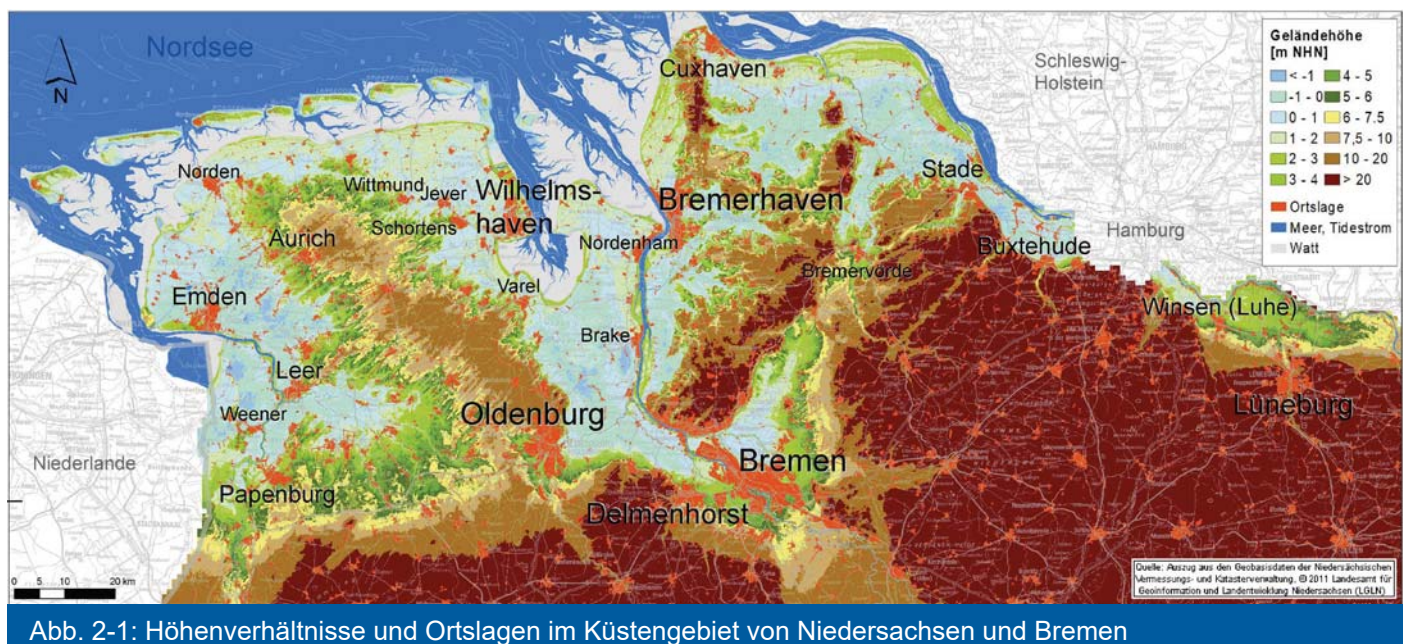 Nordsee
N
Cuxhaven
Schleswig-
Holstein
Geländehöhe
[m NHN]
< -1
-1 - 0
0 - 1
1 - 2
2 - 3
3 - 4
4 - 5
5 - 6
6 - 7.5
7,5 - 10
10 - 20
> 20
Ortslage
Meer, Tidestrom
Watt
Norden
Wittmund
Jever
Wilhelms-
haven
Schortens
Aurich
Bremerhaven
Stade
Nordenham
Hamburg
Buxtehude
Bremervörde
Varel
Emden
Brake
Winsen (Luhe)
Leer
Weener
Oldenburg
Lüneburg
Niederlande
Bremen
Papenburg
Delmenhorst
0 5 10 20 km
Quelle: Auszug aus den Geobasisdaten der Niedersächsischen
Vermessungs- und Katasterverwaltung, © 2011 Landesamt für
Geoinformation und Landentwicklung Niedersachsen (LGLN)
Abb. 2-1: Höhenverhältnisse und Ortslagen im Küstengebiet von Niedersachsen und Bremen